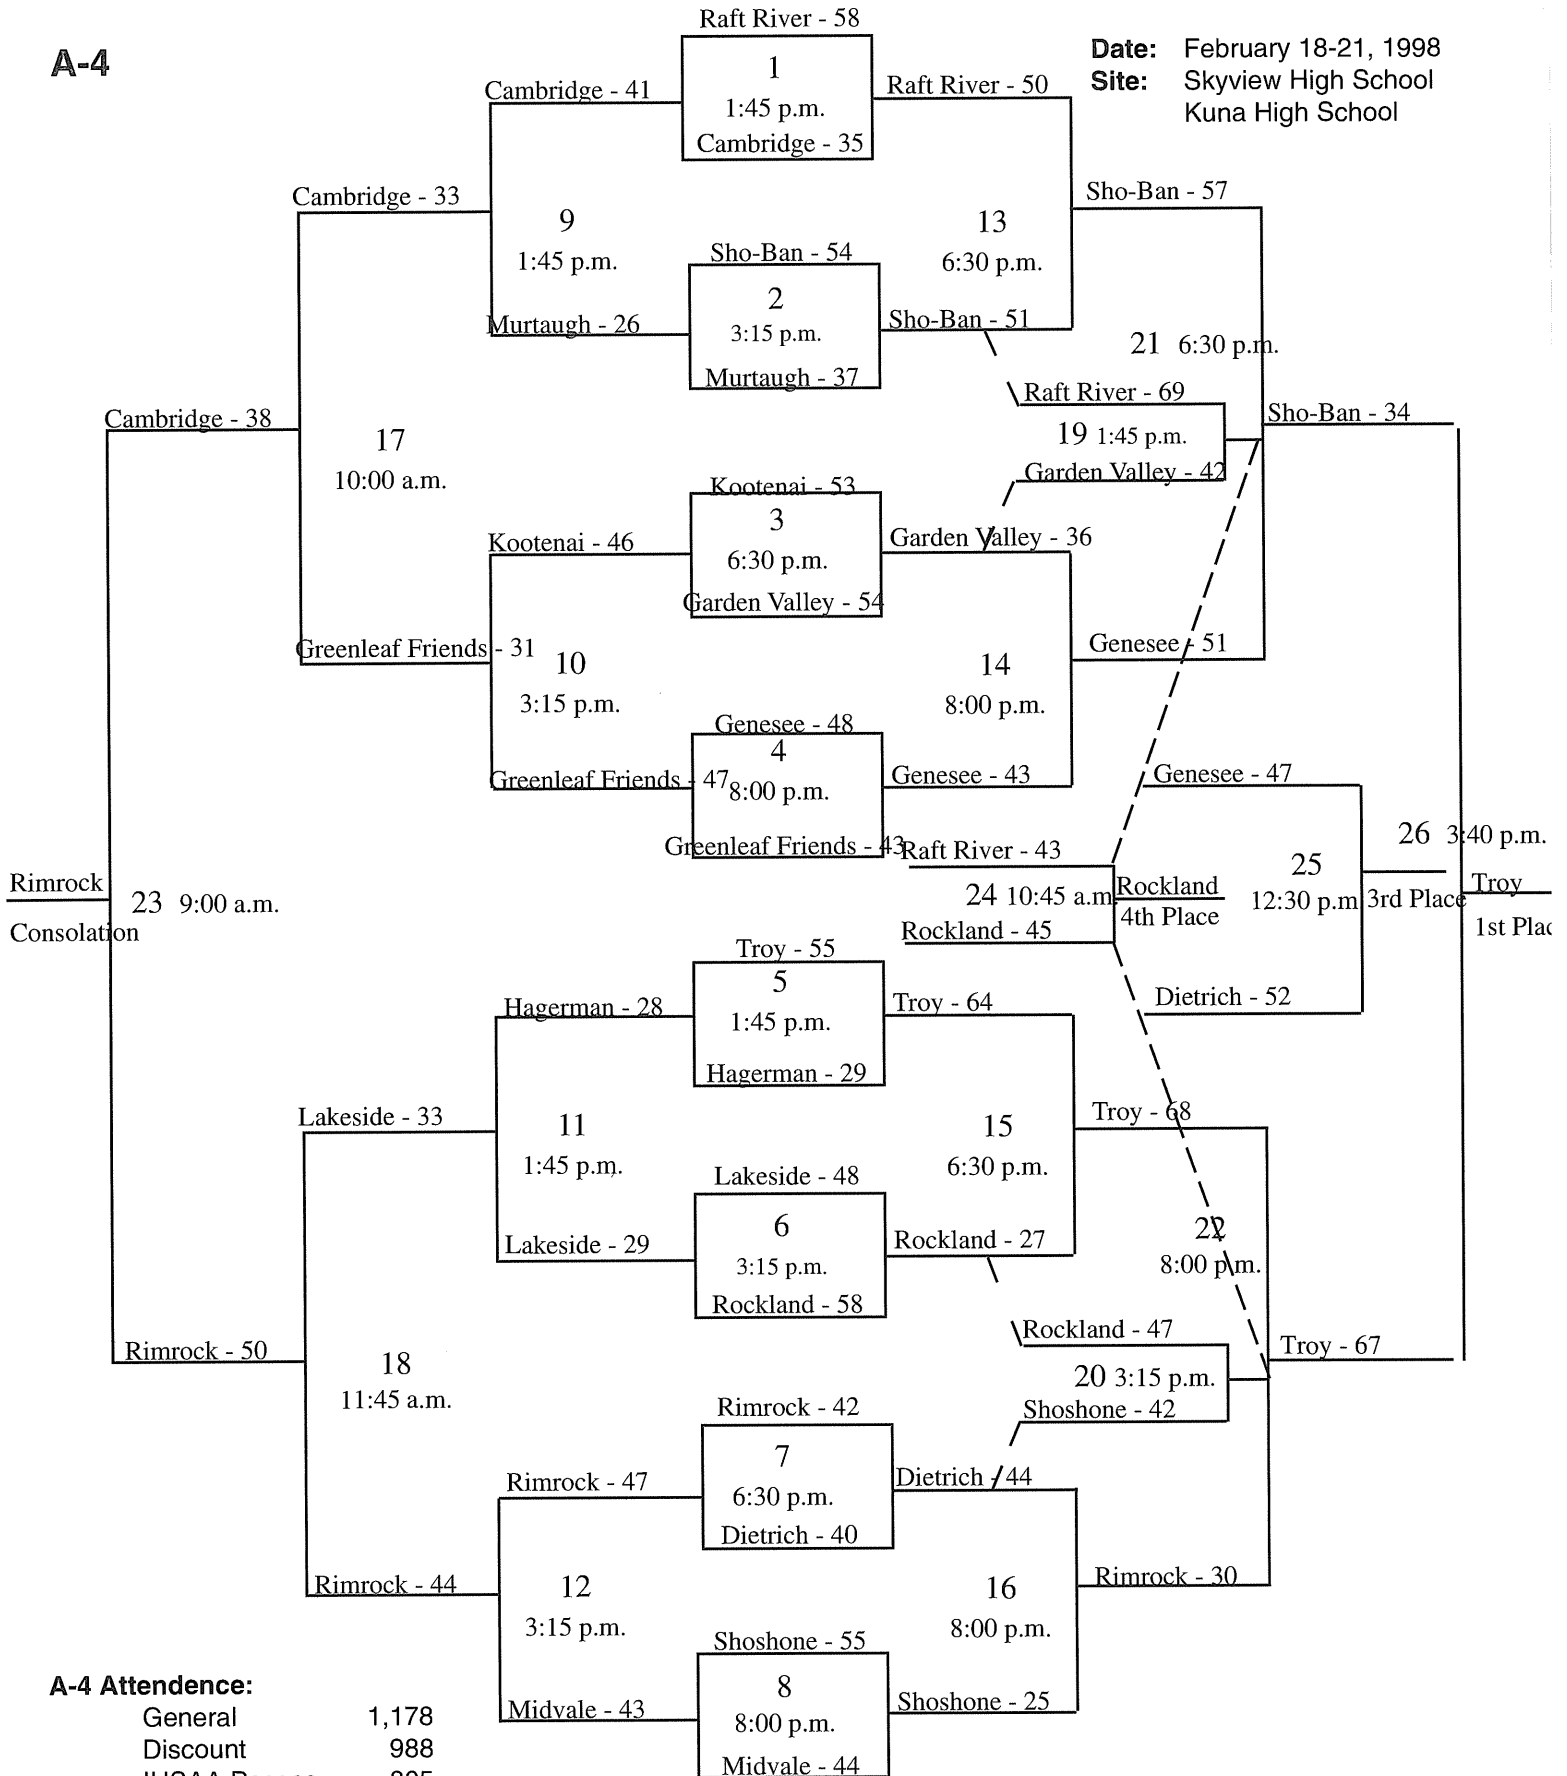 A-4
Date: February 18-21, 1998
Site: Skyview High School
Kuna High School
Raft River - 58
1
1:45 p.m.
Cambridge - 35
Cambridge - 41
Raft River - 50
Cambridge - 33
9
1:45 p.m.
13
6:30 p.m.
Sho-Ban - 57
Sho-Ban - 54
2
3:15 p.m.
Murtaugh - 37
Murtaugh - 26
Sho-Ban - 51
21 6:30 p.m.
Raft River - 69
19 1:45 p.m.
Garden Valley - 42
Sho-Ban - 34
Cambridge - 38
17
10:00 a.m.
Kootenai - 53
3
6:30 p.m.
Garden Valley - 54
Kootenai - 46
Garden Valley - 36
Greenleaf Friends - 31
10
3:15 p.m.
14
8:00 p.m.
Genesee - 51
Genesee - 48
4
8:00 p.m.
Greenleaf Friends - 43
Greenleaf Friends - 47
Genesee - 43
Genesee - 47
26 3:40 p.m.
Raft River - 43
24 10:45 a.m.
Rockland - 45
Rockland
4th Place
25
12:30 p.m
3rd Place
Troy
1st Plac
Rimrock
Consolation
23 9:00 a.m.
Dietrich - 52
Troy - 55
5
1:45 p.m.
Hagerman - 29
Hagerman - 28
Troy - 64
Lakeside - 33
11
1:45 p.m.
15
6:30 p.m.
Troy - 68
Lakeside - 48
6
3:15 p.m.
Rockland - 58
Lakeside - 29
Rockland - 27
22
8:00 p.m.
Rockland - 47
20 3:15 p.m.
Shoshone - 42
Troy - 67
Rimrock - 50
18
11:45 a.m.
Rimrock - 42
7
6:30 p.m.
Dietrich - 40
Rimrock - 47
Dietrich - 44
Rimrock - 44
12
3:15 p.m.
16
8:00 p.m.
Rimrock - 30
Shoshone - 55
8
8:00 p.m.
Midvale - 44
Midvale - 43
Shoshone - 25
A-4 Attendence:
General 1,178
Discount 988